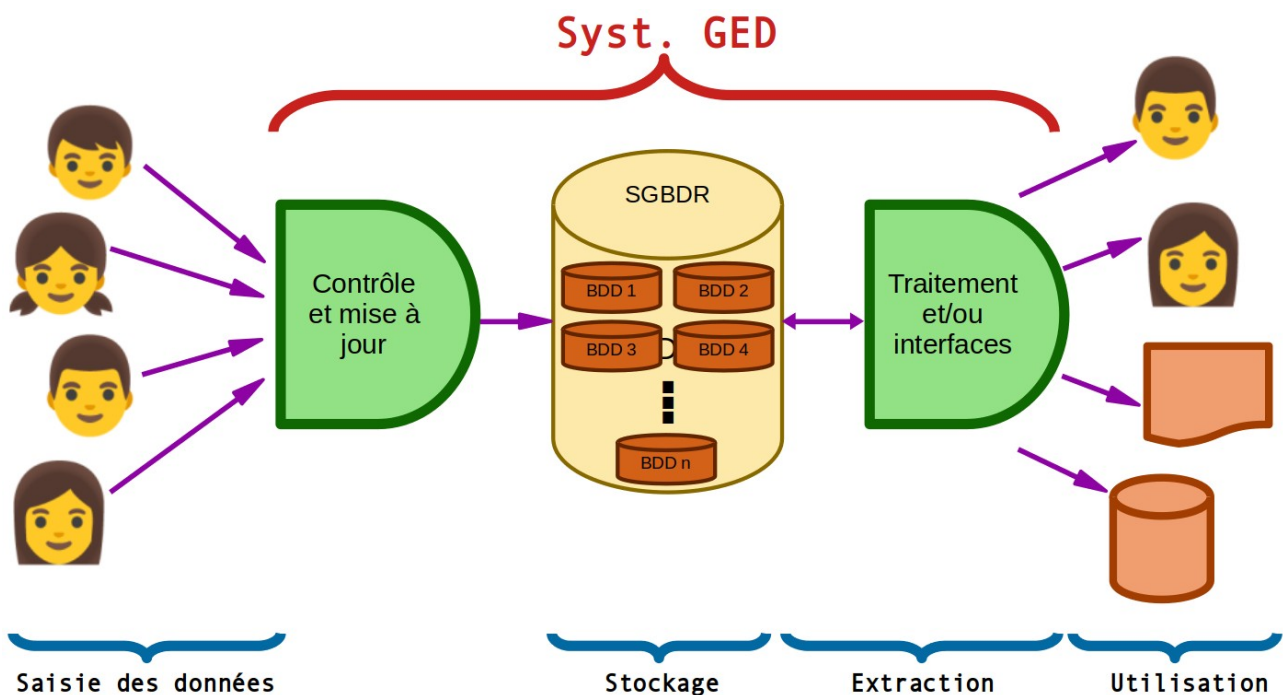 Syst. GED
Contrôle
et mise à
jour
SGBDR
BDD 1
BDD 2
BDD 3
D
BDD 4
BDD n
Traitement
et/ou
interfaces
Saisie des données
Stockage
Extraction
Utilisation